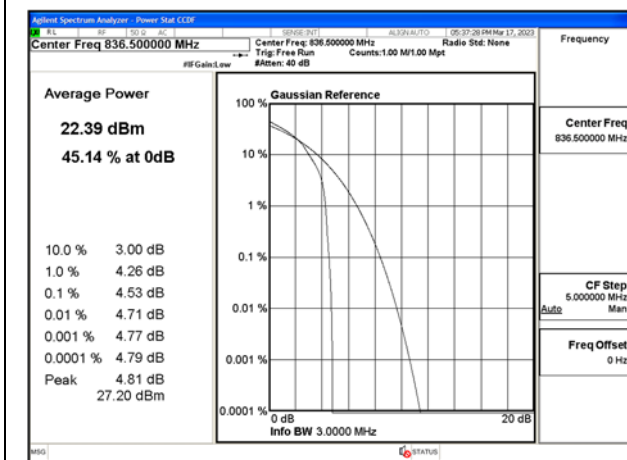 Agilent Spectrum Analyzer - Power Stat CCDF
RL RF 50 Ω AC SENSE:INT ALIGN AUTO 05:37:28 PM Mar 17, 2023
Center Freq 836.500000 MHz
Center Freq: 836.500000 MHz Radio Std: None
Trig: Free Run Counts:1.00 M/1.00 Mpt
#IFGain:Low #Atten: 40 dB
Frequency
Average Power
22.39 dBm
45.14 % at 0dB
10.0 % 3.00 dB
1.0 % 4.26 dB
0.1 % 4.53 dB
0.01 % 4.71 dB
0.001 % 4.77 dB
0.0001 % 4.79 dB
Peak 4.81 dB
27.20 dBm
Gaussian Reference
100 %
10 %
1 %
0.1 %
0.01 %
0.001 %
0.0001 %
0 dB 20 dB
Info BW 3.0000 MHz
Center Freq
836.500000 MHz
CF Step
5.000000 MHz
Auto Man
Freq Offset
0 Hz
MSG STATUS